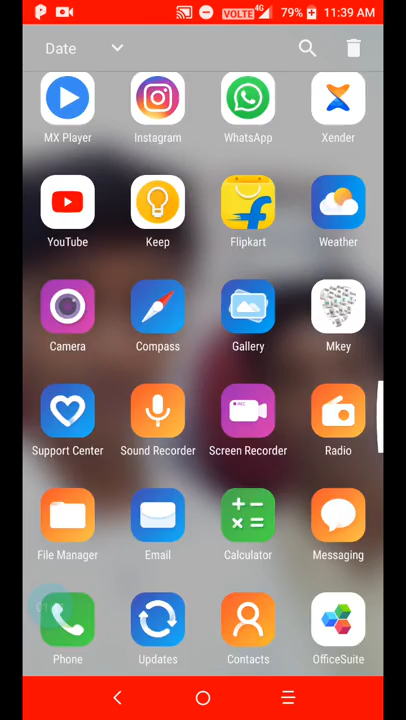 VOLTE 4G 79% 11:39 AM
Date
MX Player Instagram WhatsApp Xender
YouTube Keep Flipkart Weather
Camera Compass Gallery Mkey
REC
Support Center Sound Recorder Screen Recorder Radio
File Manager Email Calculator Messaging
Phone Updates Contacts OfficeSuite